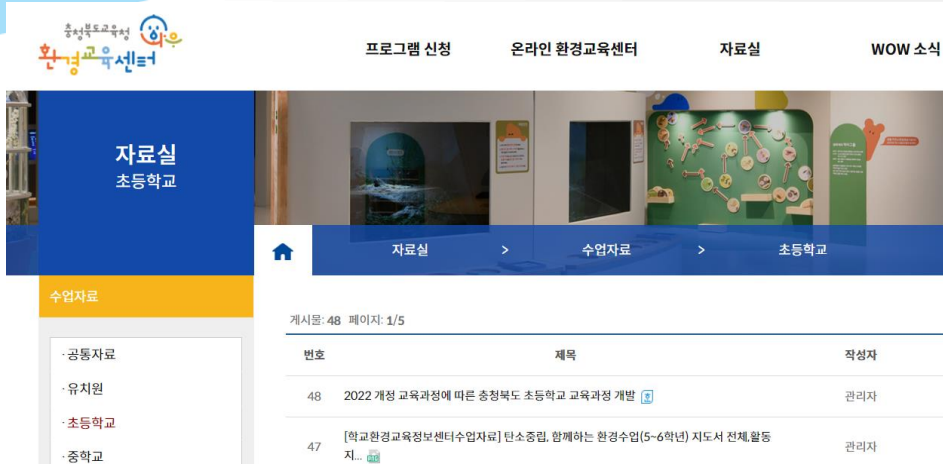 충청북도교육청 와우
환경교육센터
프로그램 신청 온라인 환경교육센터 자료실 WOW 소식
자료실
초등학교
자료실 > 수업자료 > 초등학교
수업자료
게시물: 48 페이지: 1/5
·공통자료
·유치원
·초등학교
·중학교
번호 제목 작성자
48 2022 개정 교육과정에 따른 충청북도 초등학교 교육과정 개발 관리자
47 [학교환경교육정보센터수업자료] 탄소중립, 함께하는 환경수업(5~6학년) 지도서 전체,활동
지... 관리자